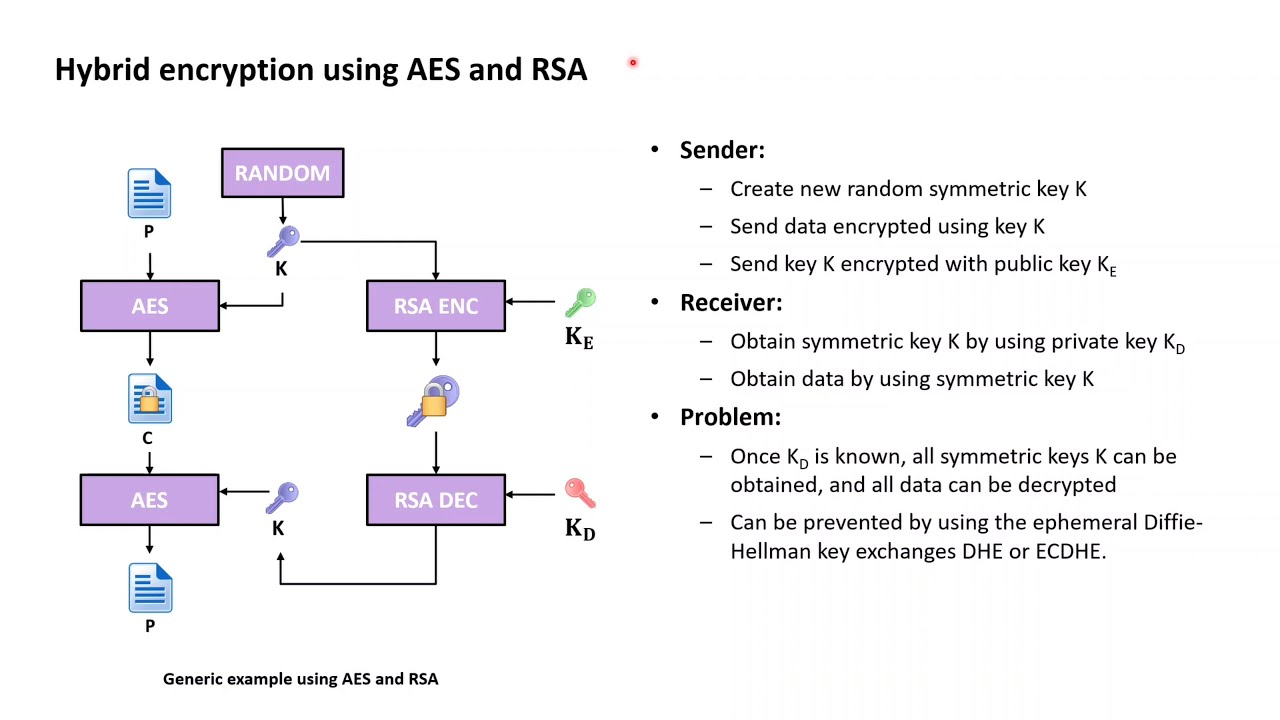 Hybrid encryption using AES and RSA
RANDOM
P
K
AES
RSA ENC
K_E
C
AES
K
RSA DEC
K_D
P
Generic example using AES and RSA
• Sender:
– Create new random symmetric key K
– Send data encrypted using key K
– Send key K encrypted with public key K_E
• Receiver:
– Obtain symmetric key K by using private key K_D
– Obtain data by using symmetric key K
• Problem:
– Once K_D is known, all symmetric keys K can be
obtained, and all data can be decrypted
– Can be prevented by using the ephemeral Diffie-
Hellman key exchanges DHE or ECDHE.